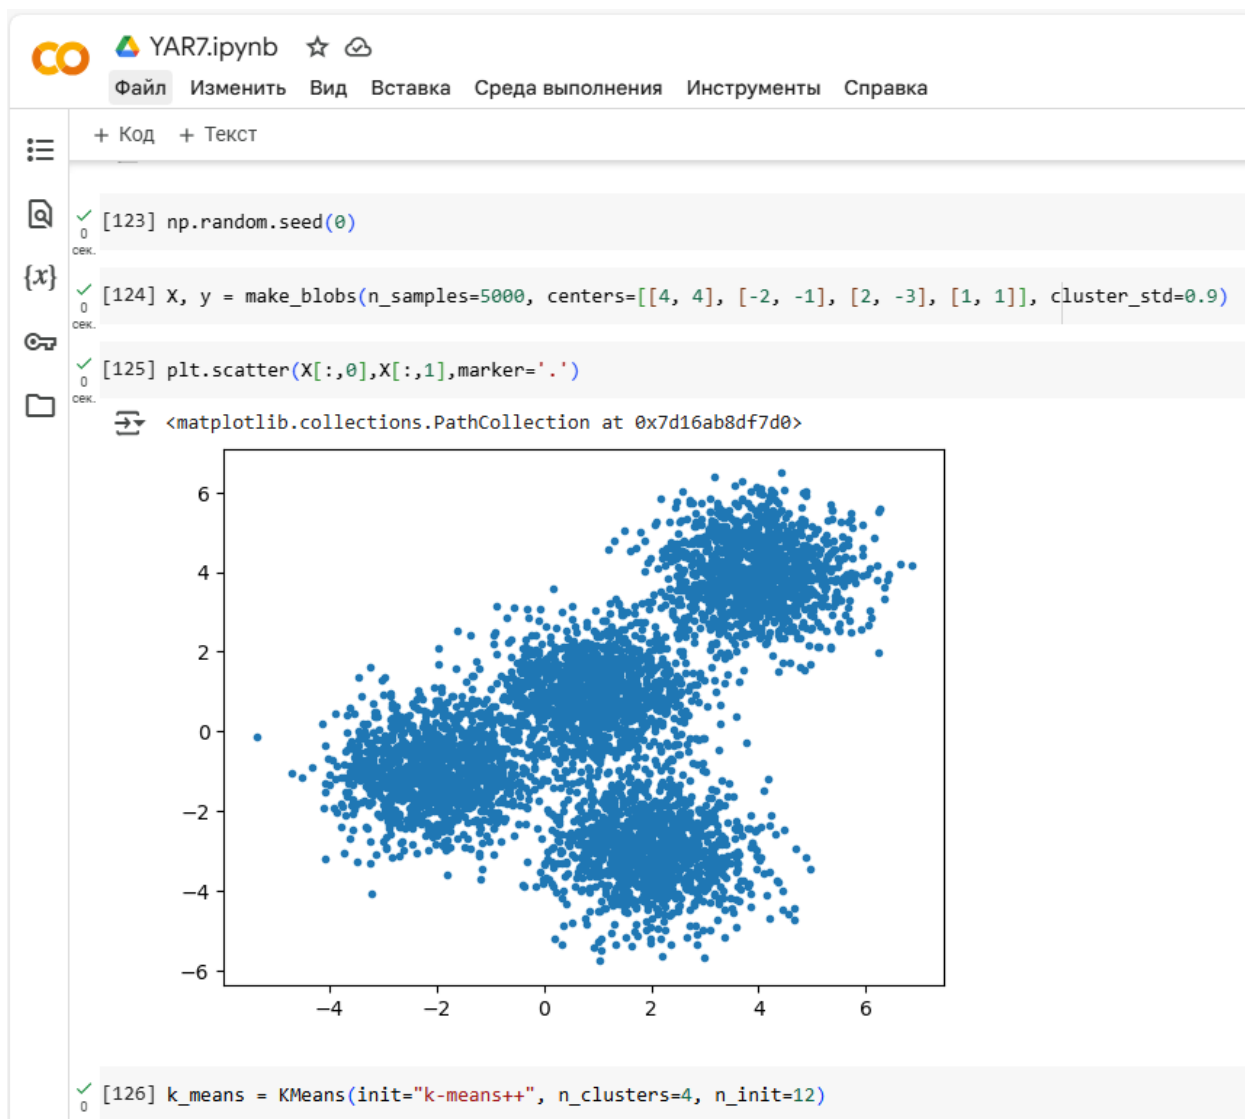 YAR7.ipynb
Файл Изменить Вид Вставка Среда выполнения Инструменты Справка
+ Код + Текст
[123] np.random.seed(0)
0
сек.
[124] X, y = make_blobs(n_samples=5000, centers=[[4, 4], [-2, -1], [2, -3], [1, 1]], cluster_std=0.9)
0
сек.
[125] plt.scatter(X[:,0],X[:,1],marker='.')
0
сек.
<matplotlib.collections.PathCollection at 0x7d16ab8df7d0>
6
4
2
0
−2
−4
−6
−4 −2 0 2 4 6
[126] k_means = KMeans(init="k-means++", n_clusters=4, n_init=12)
0
{x}